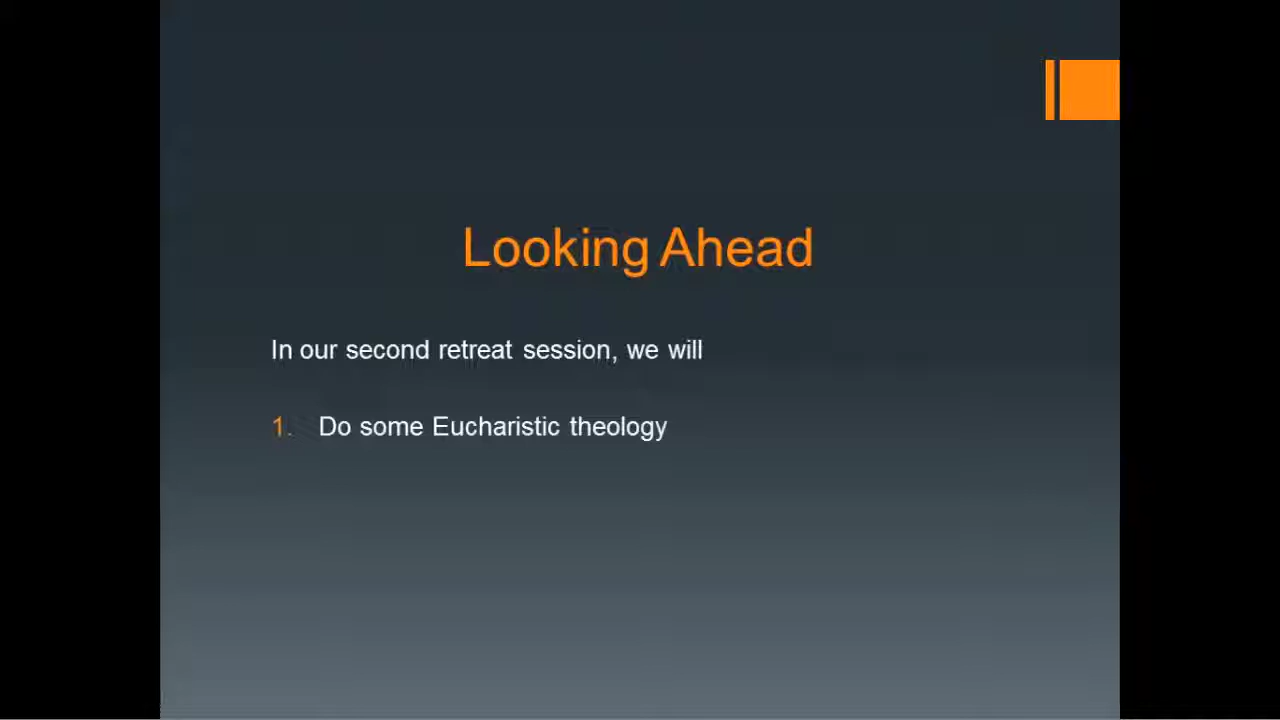 Looking Ahead
In our second retreat session, we will
1. Do some Eucharistic theology